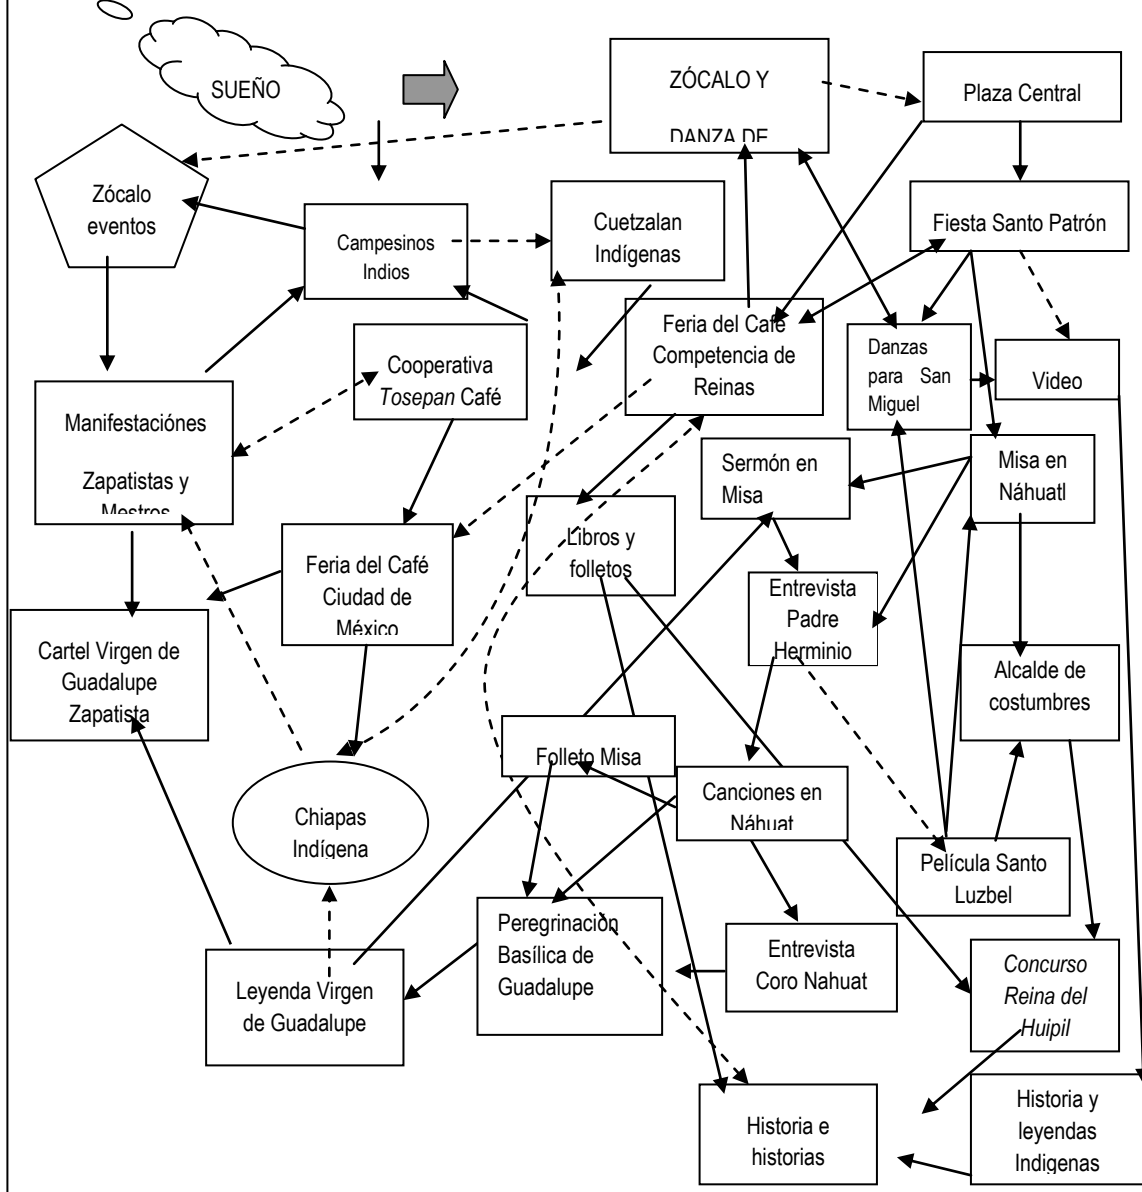 SUEÑO
ZÓCALO Y
DANZA DE
Plaza Central
Zócalo
eventos
Campesinos
Indios
Cuetzalan
Indígenas
Fiesta Santo Patrón
Feria del Café
Competencia de
Reinas
Danzas
para San
Miguel
Video
Cooperativa
Tosepan Café
Manifestaciónes
Zapatistas y
Mestros
Sermón en
Misa
Misa en
Náhuatl
Libros y
folletos
Feria del Café
Ciudad de
México
Entrevista
Padre
Herminio
Cartel Virgen de
Guadalupe
Zapatista
Alcalde de
costumbres
Folleto Misa
Canciones en
Náhuat
Chiapas
Indígena
Película Santo
Luzbel
Peregrinación
Basílica de
Guadalupe
Entrevista
Coro Nahuat
Concurso
Reina del
Huipil
Leyenda Virgen
de Guadalupe
Historia e
historias
Historia y
leyendas
Indigenas